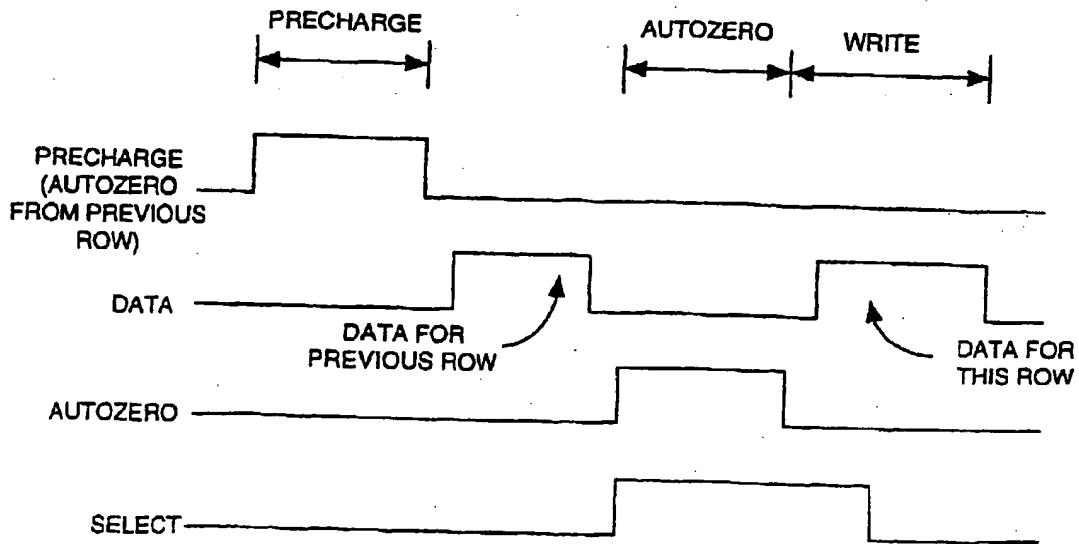 PRECHARGE
AUTOZERO
WRITE
PRECHARGE
(AUTOZERO
FROM PREVIOUS
ROW)
DATA
DATA FOR
PREVIOUS ROW
DATA FOR
THIS ROW
AUTOZERO
SELECT